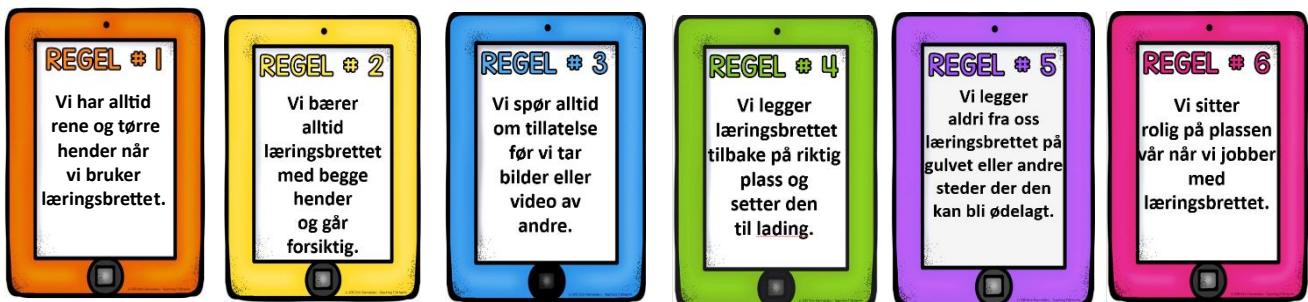 REGEL # 1
Vi har alltid
rene og tørre
hender når
vi bruker
læringsbrettet.
REGEL # 2
Vi bærer
alltid
læringsbrettet
med begge
hender
og går
forsiktig.
REGEL # 3
Vi spør alltid
om tillatelse
før vi tar
bilder eller
video av
andre.
REGEL # 4
Vi legger
læringsbrettet
tilbake på riktig
plass og
setter den
til lading.
REGEL # 5
Vi legger
aldri fra oss
læringsbrettet på
gulvet eller andre
steder der den
kan bli ødelagt.
REGEL # 6
Vi sitter
rolig på plassen
vår når vi jobber
med
læringsbrettet.